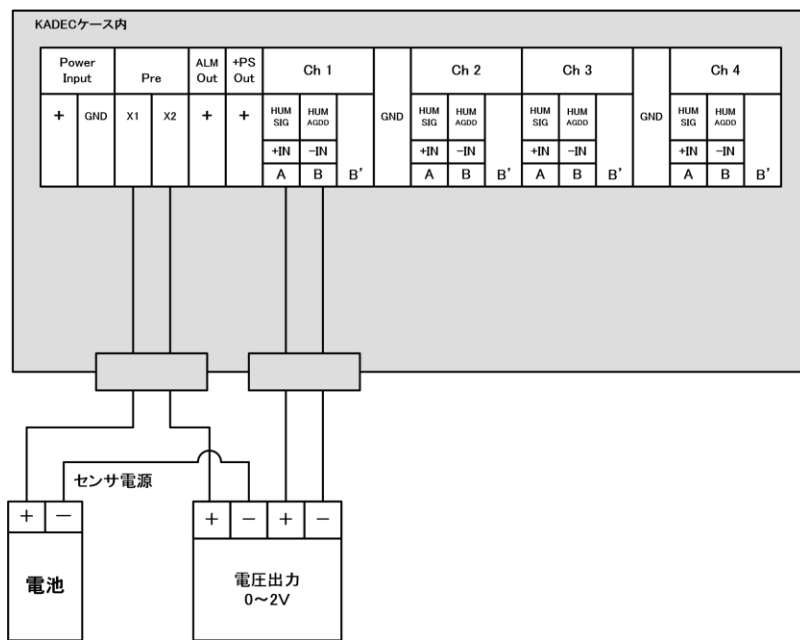 KADECケース内
Power Input
Pre
ALM Out
+PS Out
Ch 1
GND
Ch 2
Ch 3
GND
Ch 4
+
GND
X1
X2
+
+
HUM SIG
HUM AGDD
HUM SIG
HUM AGDD
HUM SIG
HUM AGDD
HUM SIG
HUM AGDD
+IN
−IN
+IN
−IN
+IN
−IN
+IN
−IN
A
B
B'
A
B
B'
A
B
B'
A
B
B'
センサ電源
+
−
+
−
+
−
電池
電圧出力
0～2V